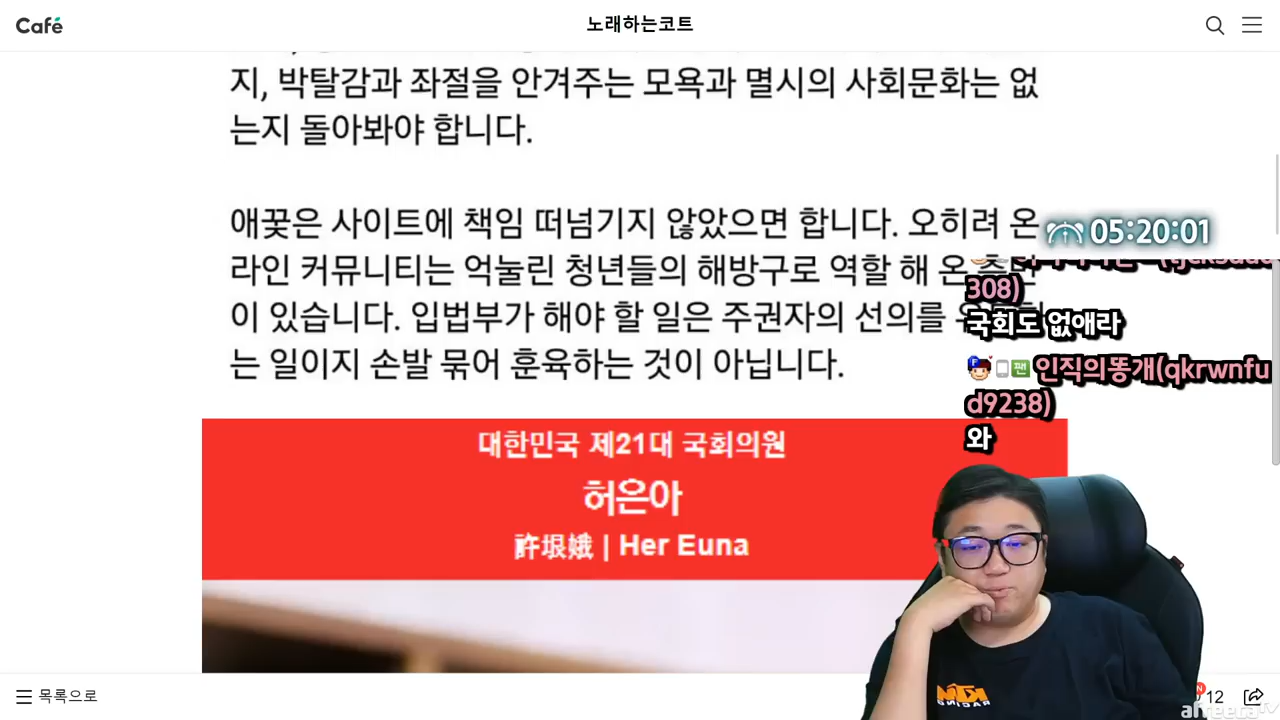 Café
노래하는코트
지, 박탈감과 좌절을 안겨주는 모욕과 멸시의 사회문화는 없
는지 돌아봐야 합니다.
애꿎은 사이트에 책임 떠넘기지 않았으면 합니다. 오히려 온
라인 커뮤니티는 억눌린 청년들의 해방구로 역할 해 온
이 있습니다. 입법부가 해야 할 일은 주권자의 선의를
는 일이지 손발 묶어 훈육하는 것이 아닙니다.
05:20:01
308)
국회도 없애라
팬 인직의똥개(qkrwnfu
d9238)
와
대한민국 제21대 국회의원
허은아
許垠娥 | Her Euna
KTM
RACING
목록으로
N
12
afreecaTV